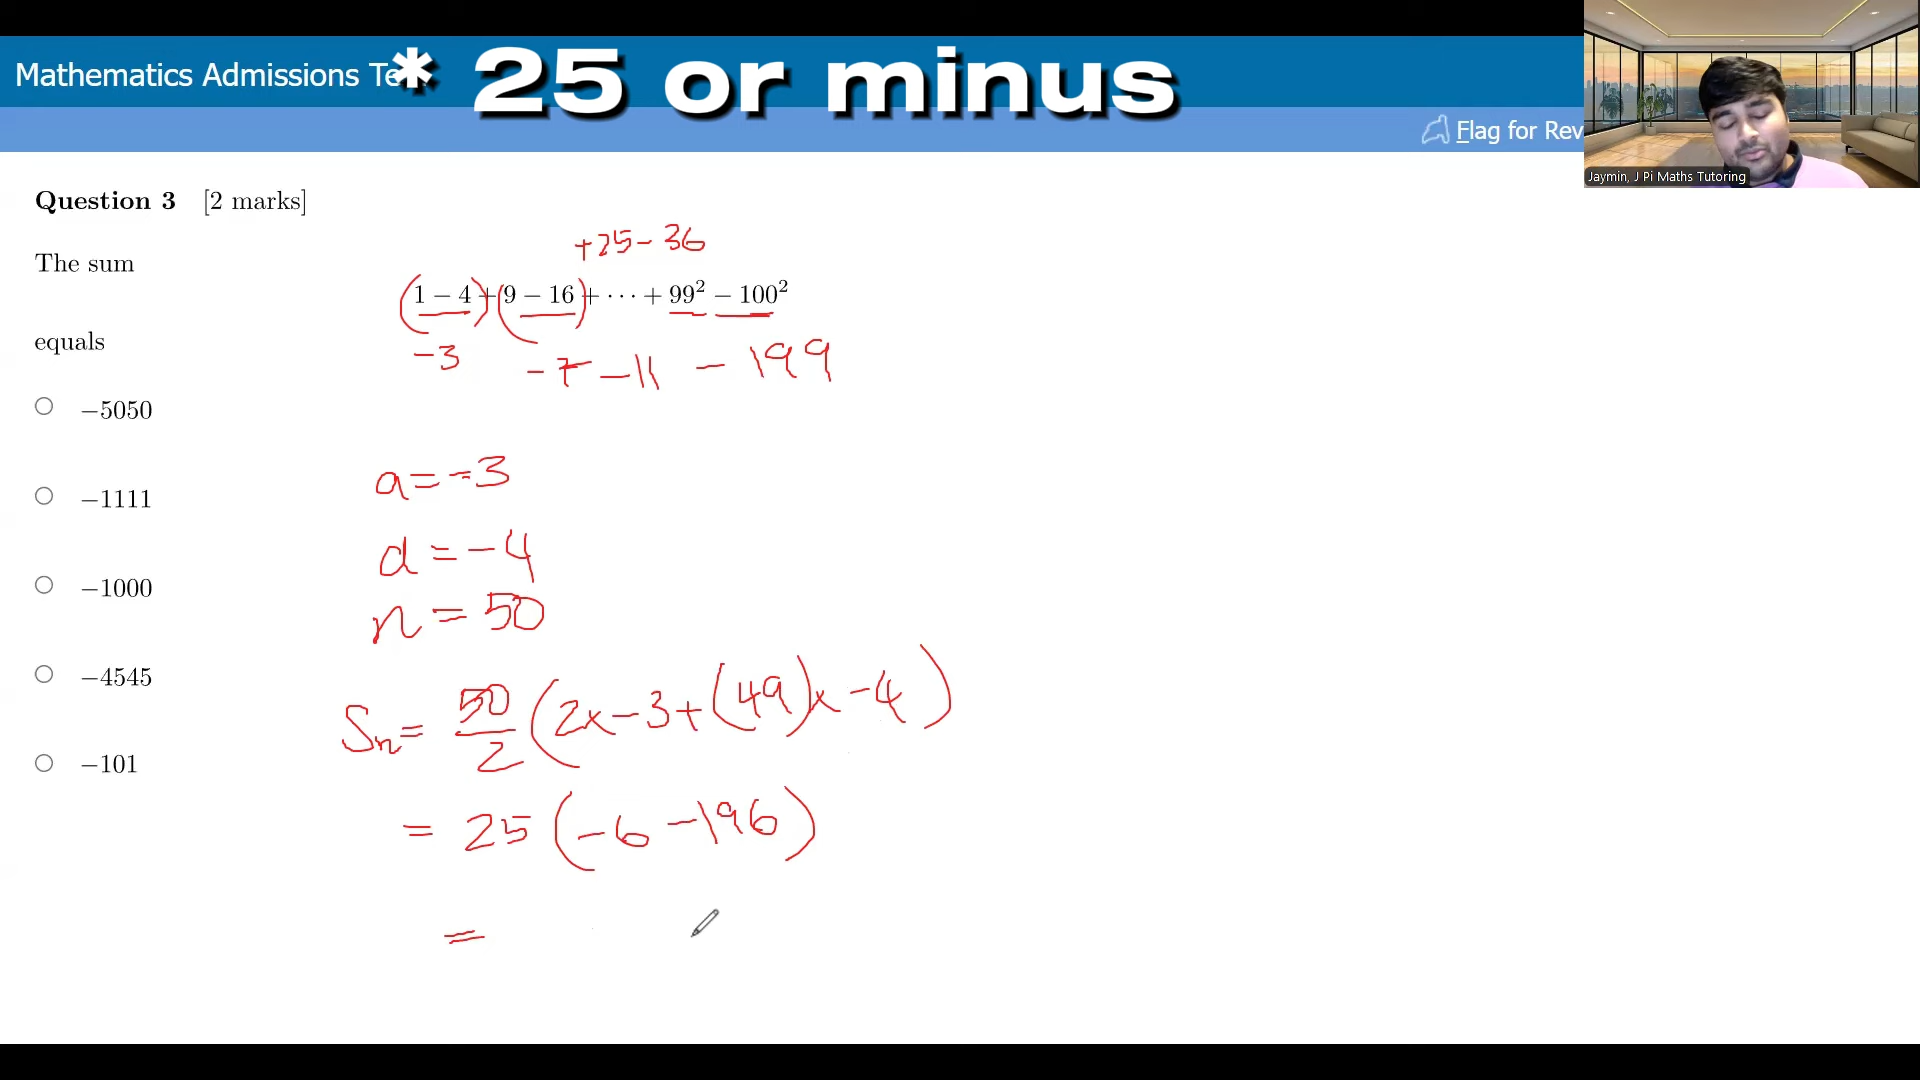 Mathematics Admissions Te
* 25 or minus
Flag for Rev
Jaymin, J Pi Maths Tutoring
Question 3 [2 marks]
+25 - 36
The sum
(1 − 4) + (9 − 16) + ⋯ + 99² − 100²
equals
-3 -7 -11 - 199
−5050
−1111
−1000
−4545
−101
a = -3
d = -4
n = 50
Sn = 50/2 (2x-3+(49)x-4)
= 25 (-6 -196)
=